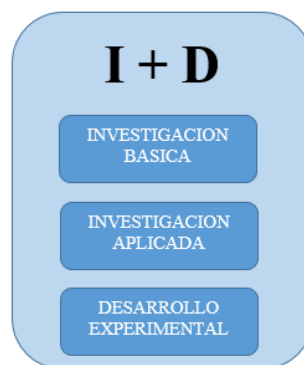 I + D
INVESTIGACION
BASICA
INVESTIGACION
APLICADA
DESARROLLO
EXPERIMENTAL